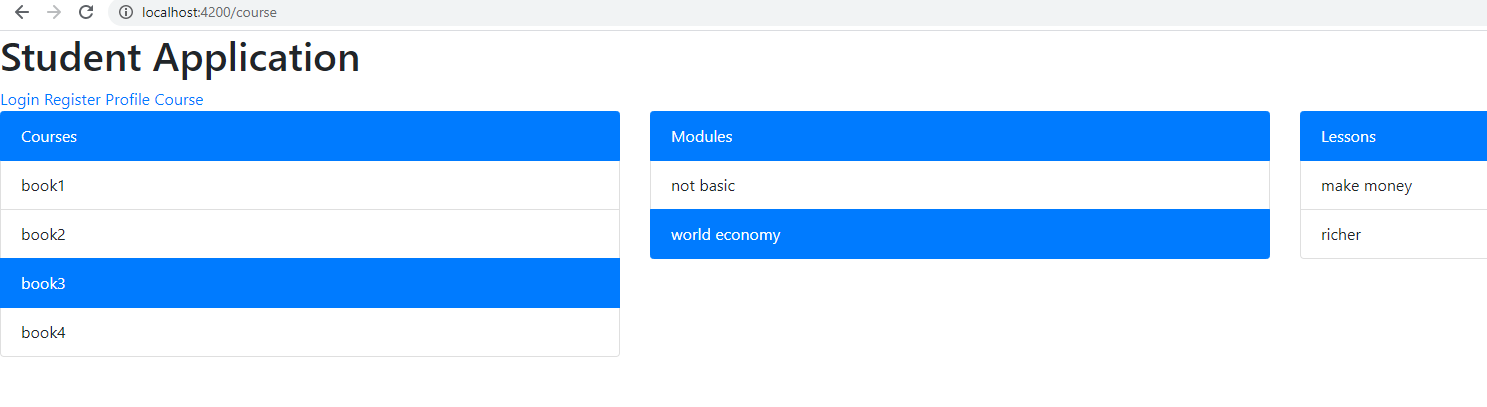 localhost:4200/course
Student Application
Login Register Profile Course
Courses
book1
book2
book3
book4
Modules
not basic
world economy
Lessons
make money
richer